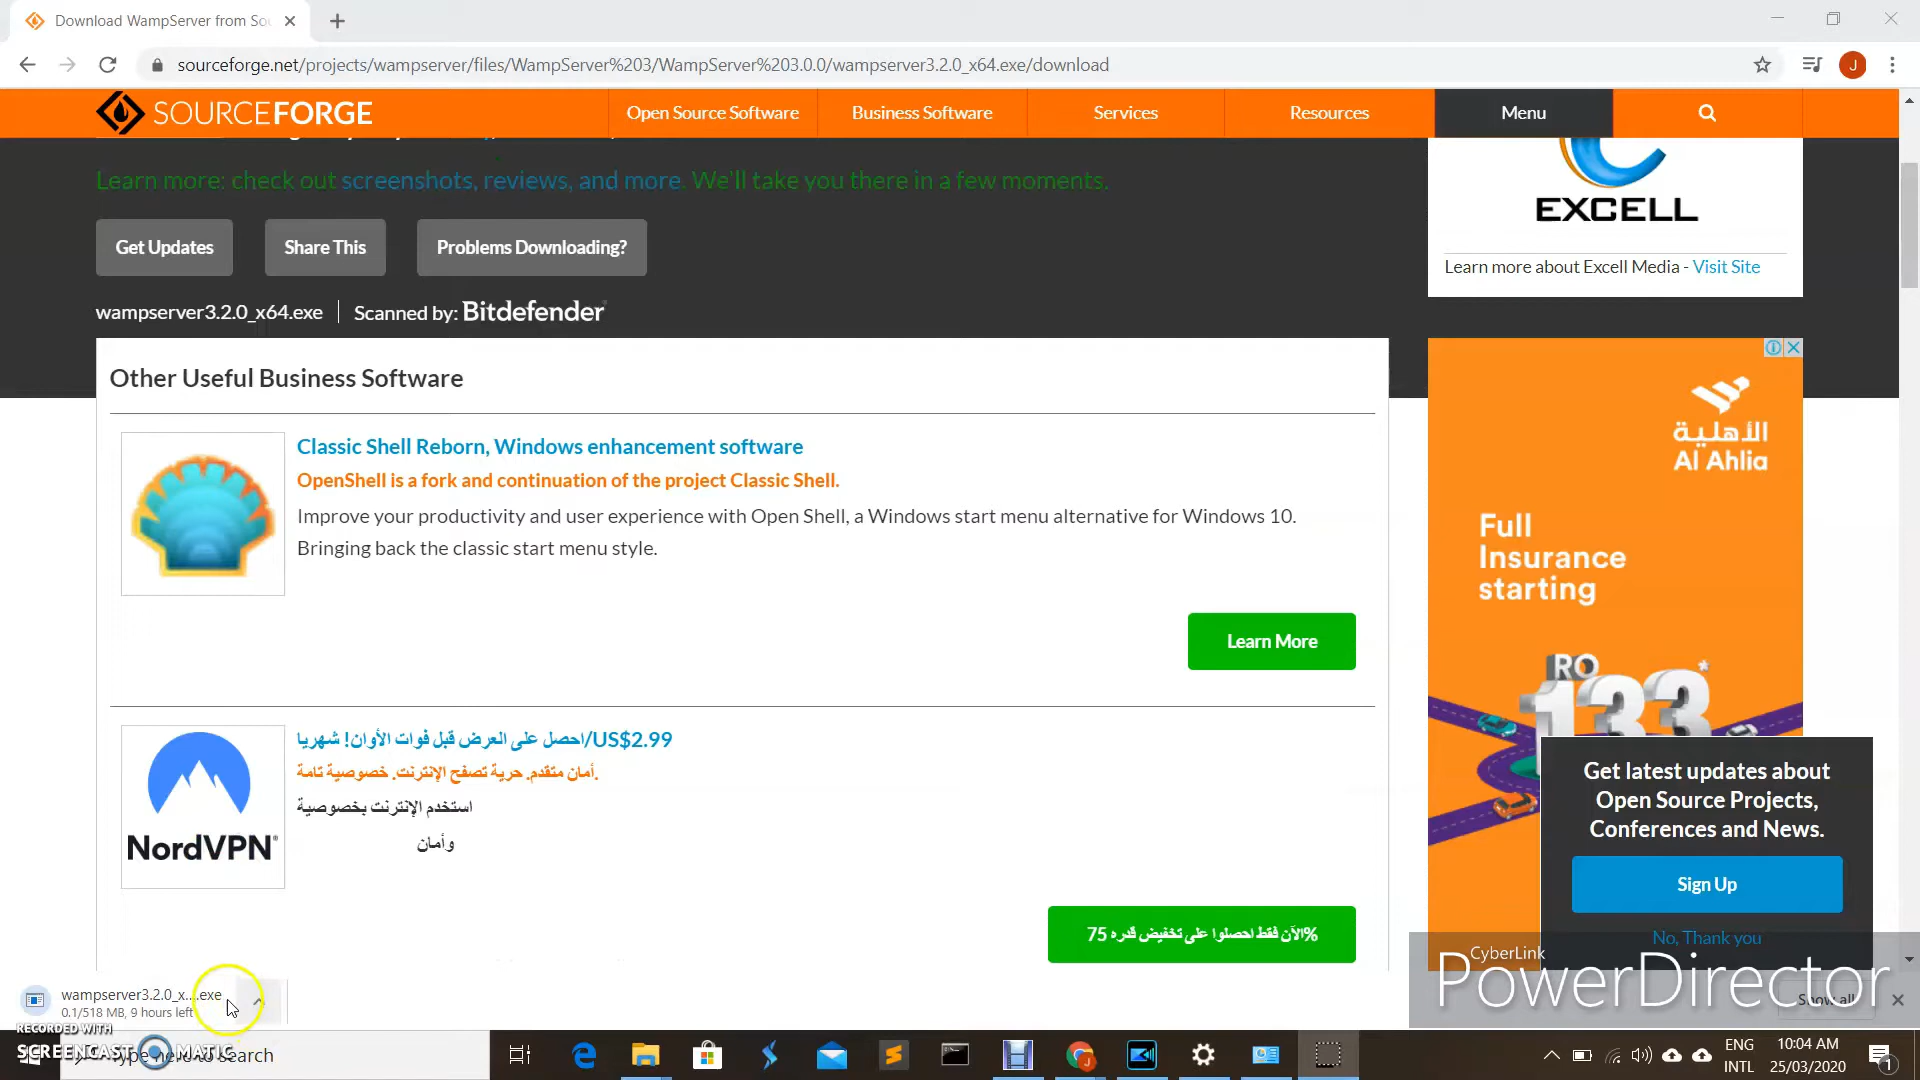 Download WampServer from Sou
sourceforge.net/projects/wampserver/files/WampServer%203/WampServer%203.0.0/wampserver3.2.0_x64.exe/download
J
SOURCEFORGE
Open Source Software
Business Software
Services
Resources
Menu
Learn more: check out screenshots, reviews, and more. We'll take you there in a few moments.
Get Updates
Share This
Problems Downloading?
EXCELL
Learn more about Excell Media - Visit Site
wampserver3.2.0_x64.exe
Scanned by: Bitdefender
Other Useful Business Software
Classic Shell Reborn, Windows enhancement software
OpenShell is a fork and continuation of the project Classic Shell.
Improve your productivity and user experience with Open Shell, a Windows start menu alternative for Windows 10.
Bringing back the classic start menu style.
Learn More
الأهلية
Al Ahlia
Full
Insurance
starting
RO
133*
NordVPN
احصل على العرض قبل فوات الأوان! شهريا/US$2.99
أمان متقدم. حرية تصفح الإنترنت. خصوصية تامة.
استخدم الإنترنت بخصوصية
وأمان
الآن فقط احصلوا على تخفيض قدره 75%
Get latest updates about
Open Source Projects,
Conferences and News.
Sign Up
No, Thank you
CyberLink
PowerDirector
Show all
wampserver3.2.0_x....exe
0.1/518 MB, 9 hours left
RECORDED WITH
SCREENCAST MATIC
Type here to search
ENG
INTL
10:04 AM
25/03/2020
1